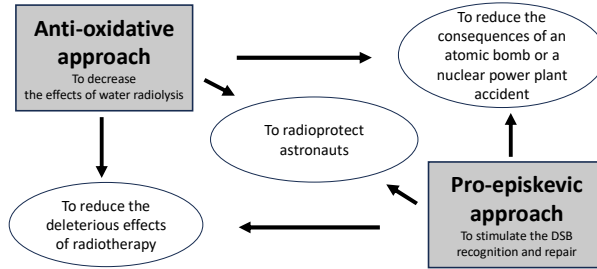 Anti-oxidative
approach
To decrease
the effects of water radiolysis
To reduce the
consequences of an
atomic bomb or a
nuclear power plant
accident
To radioprotect
astronauts
To reduce the
deleterious effects
of radiotherapy
Pro-episkevic
approach
To stimulate the DSB
recognition and repair